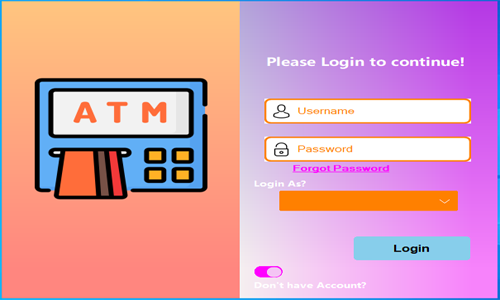 ATM
Please Login to continue!
Username
Password
Forgot Password
Login As?
Login
Don't have Account?